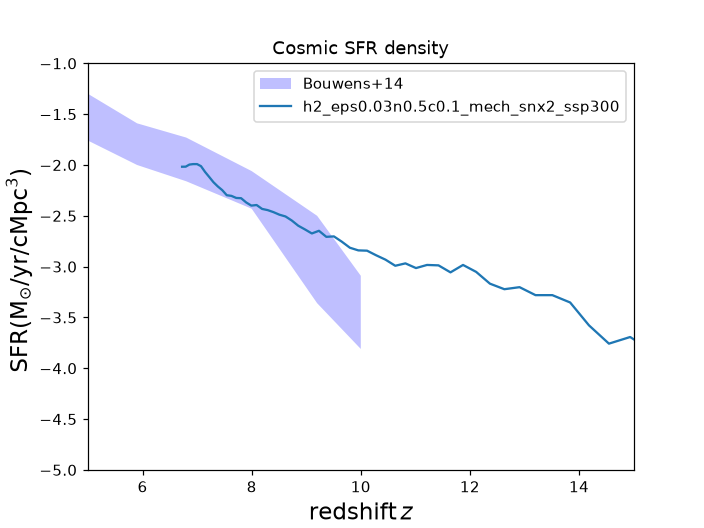 Cosmic SFR density
Bouwens+14
h2_eps0.03n0.5c0.1_mech_snx2_ssp300
SFR(M⊙/yr/cMpc³)
−1.0
−1.5
−2.0
−2.5
−3.0
−3.5
−4.0
−4.5
−5.0
6 8 10 12 14
redshift z